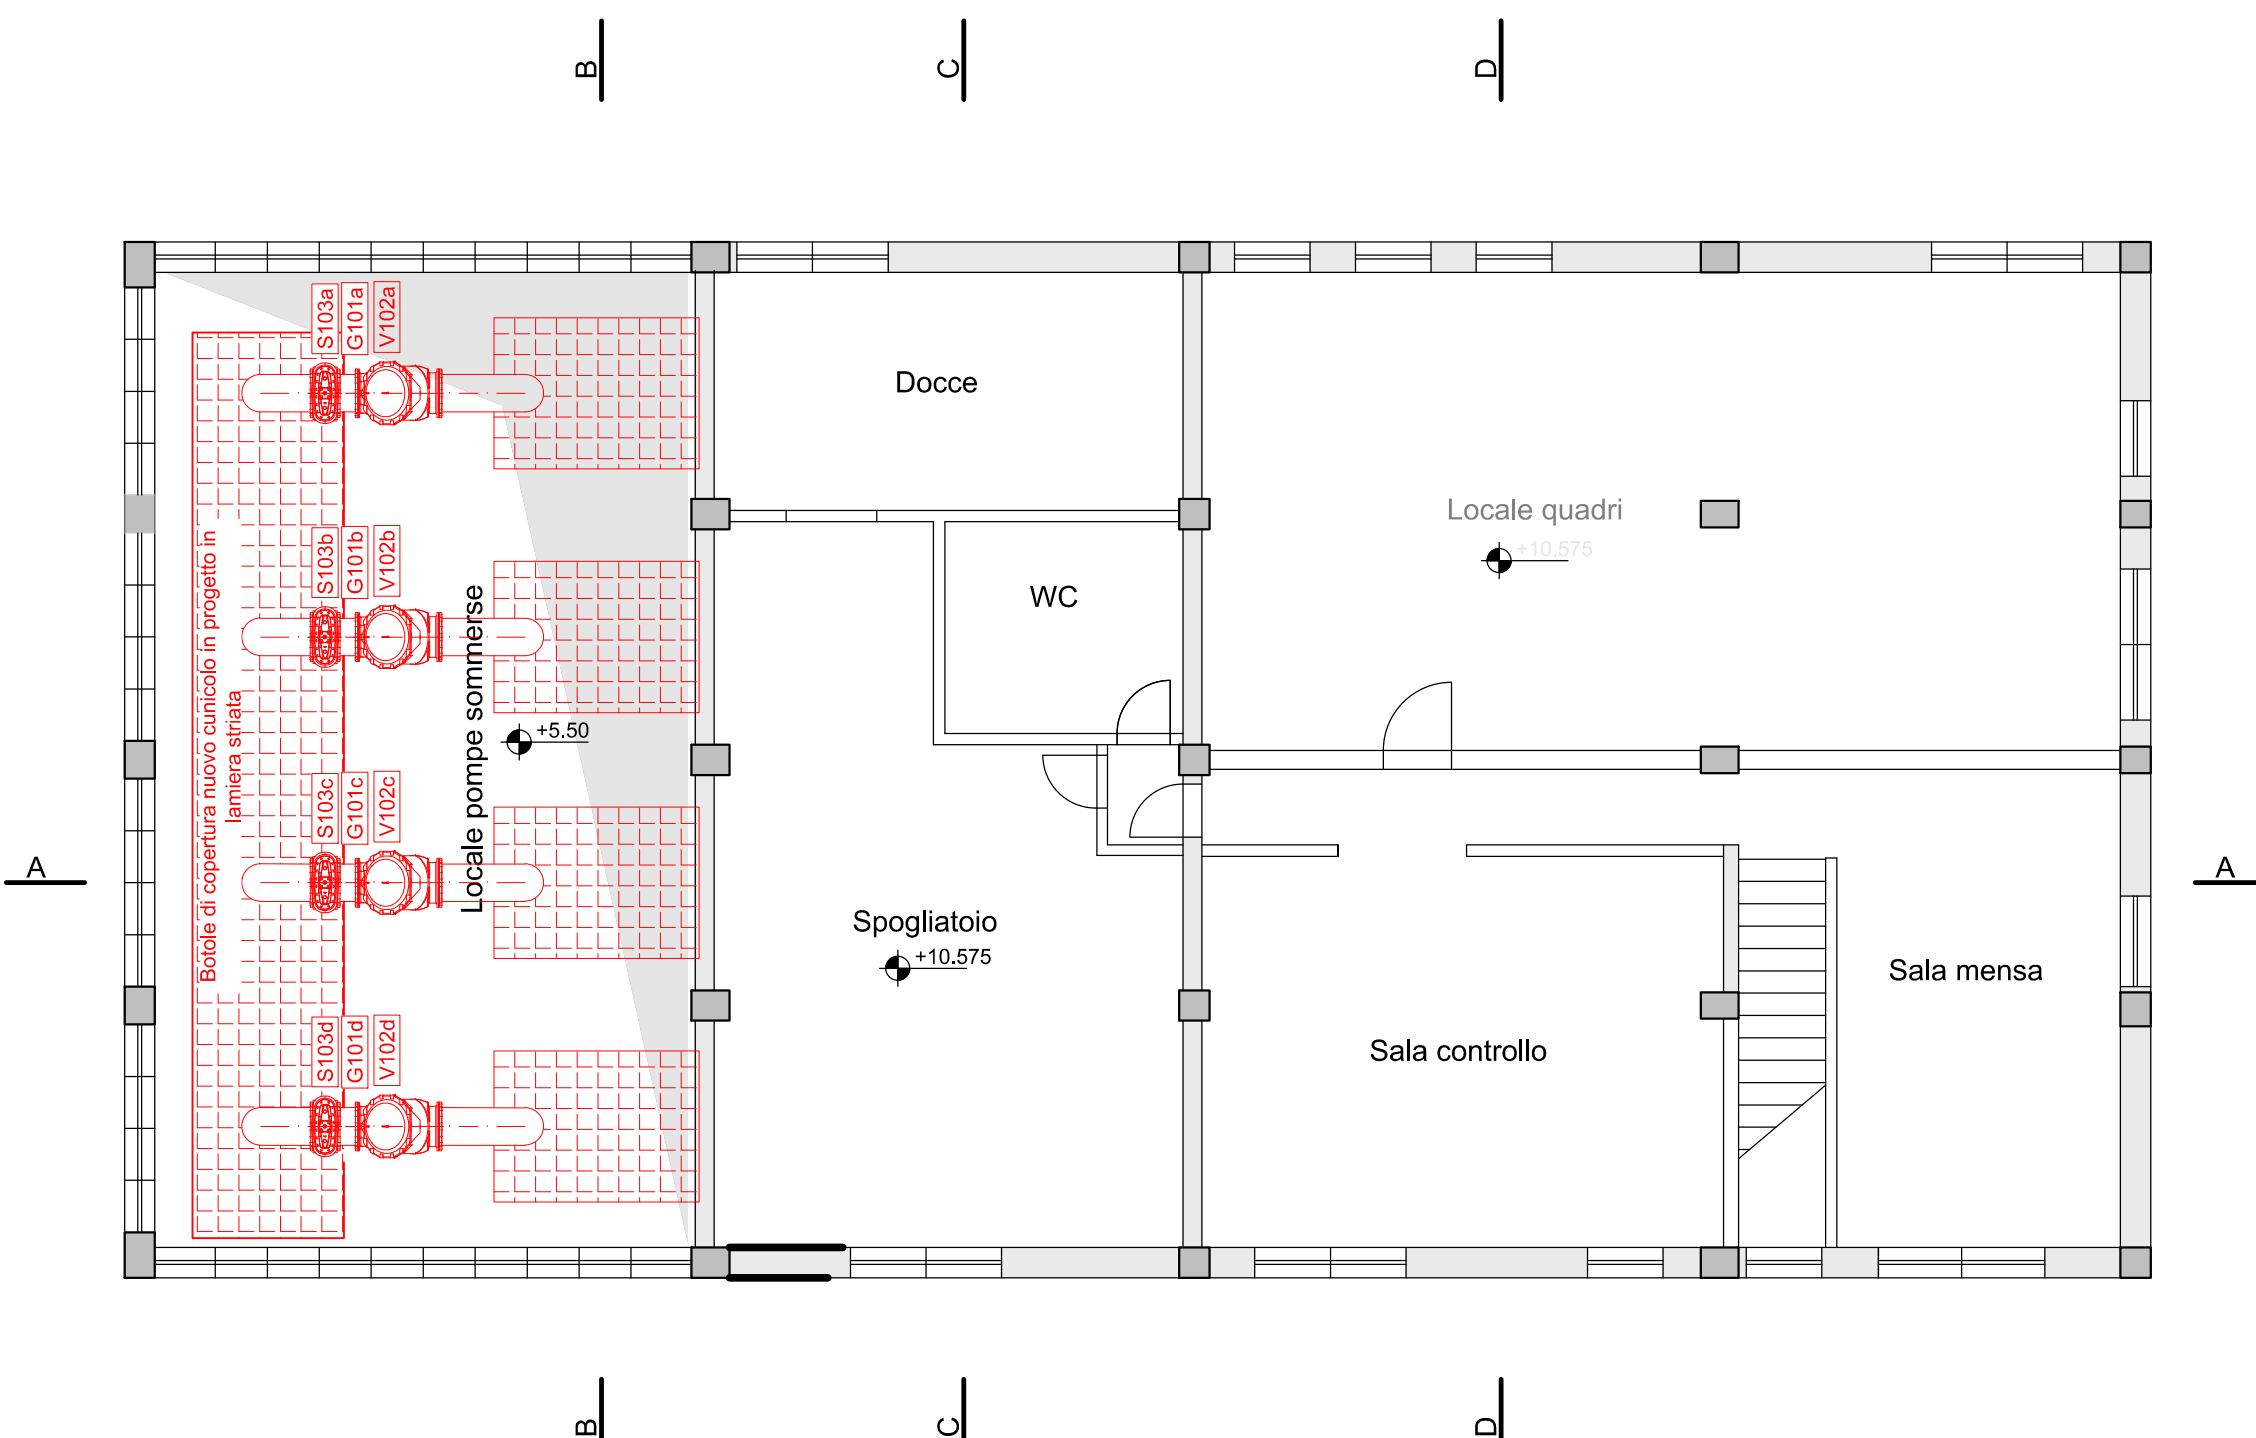 B
C
D
S103a
G101a
V102a
Docce
Locale quadri
+10.575
S103b
G101b
V102b
WC
Botole di copertura nuovo cunicolo in progetto in
lamiera striata
Locale pompe sommerse
+5.50
S103c
G101c
V102c
A
A
Spogliatoio
+10.575
Sala mensa
S103d
G101d
V102d
Sala controllo
B
C
D